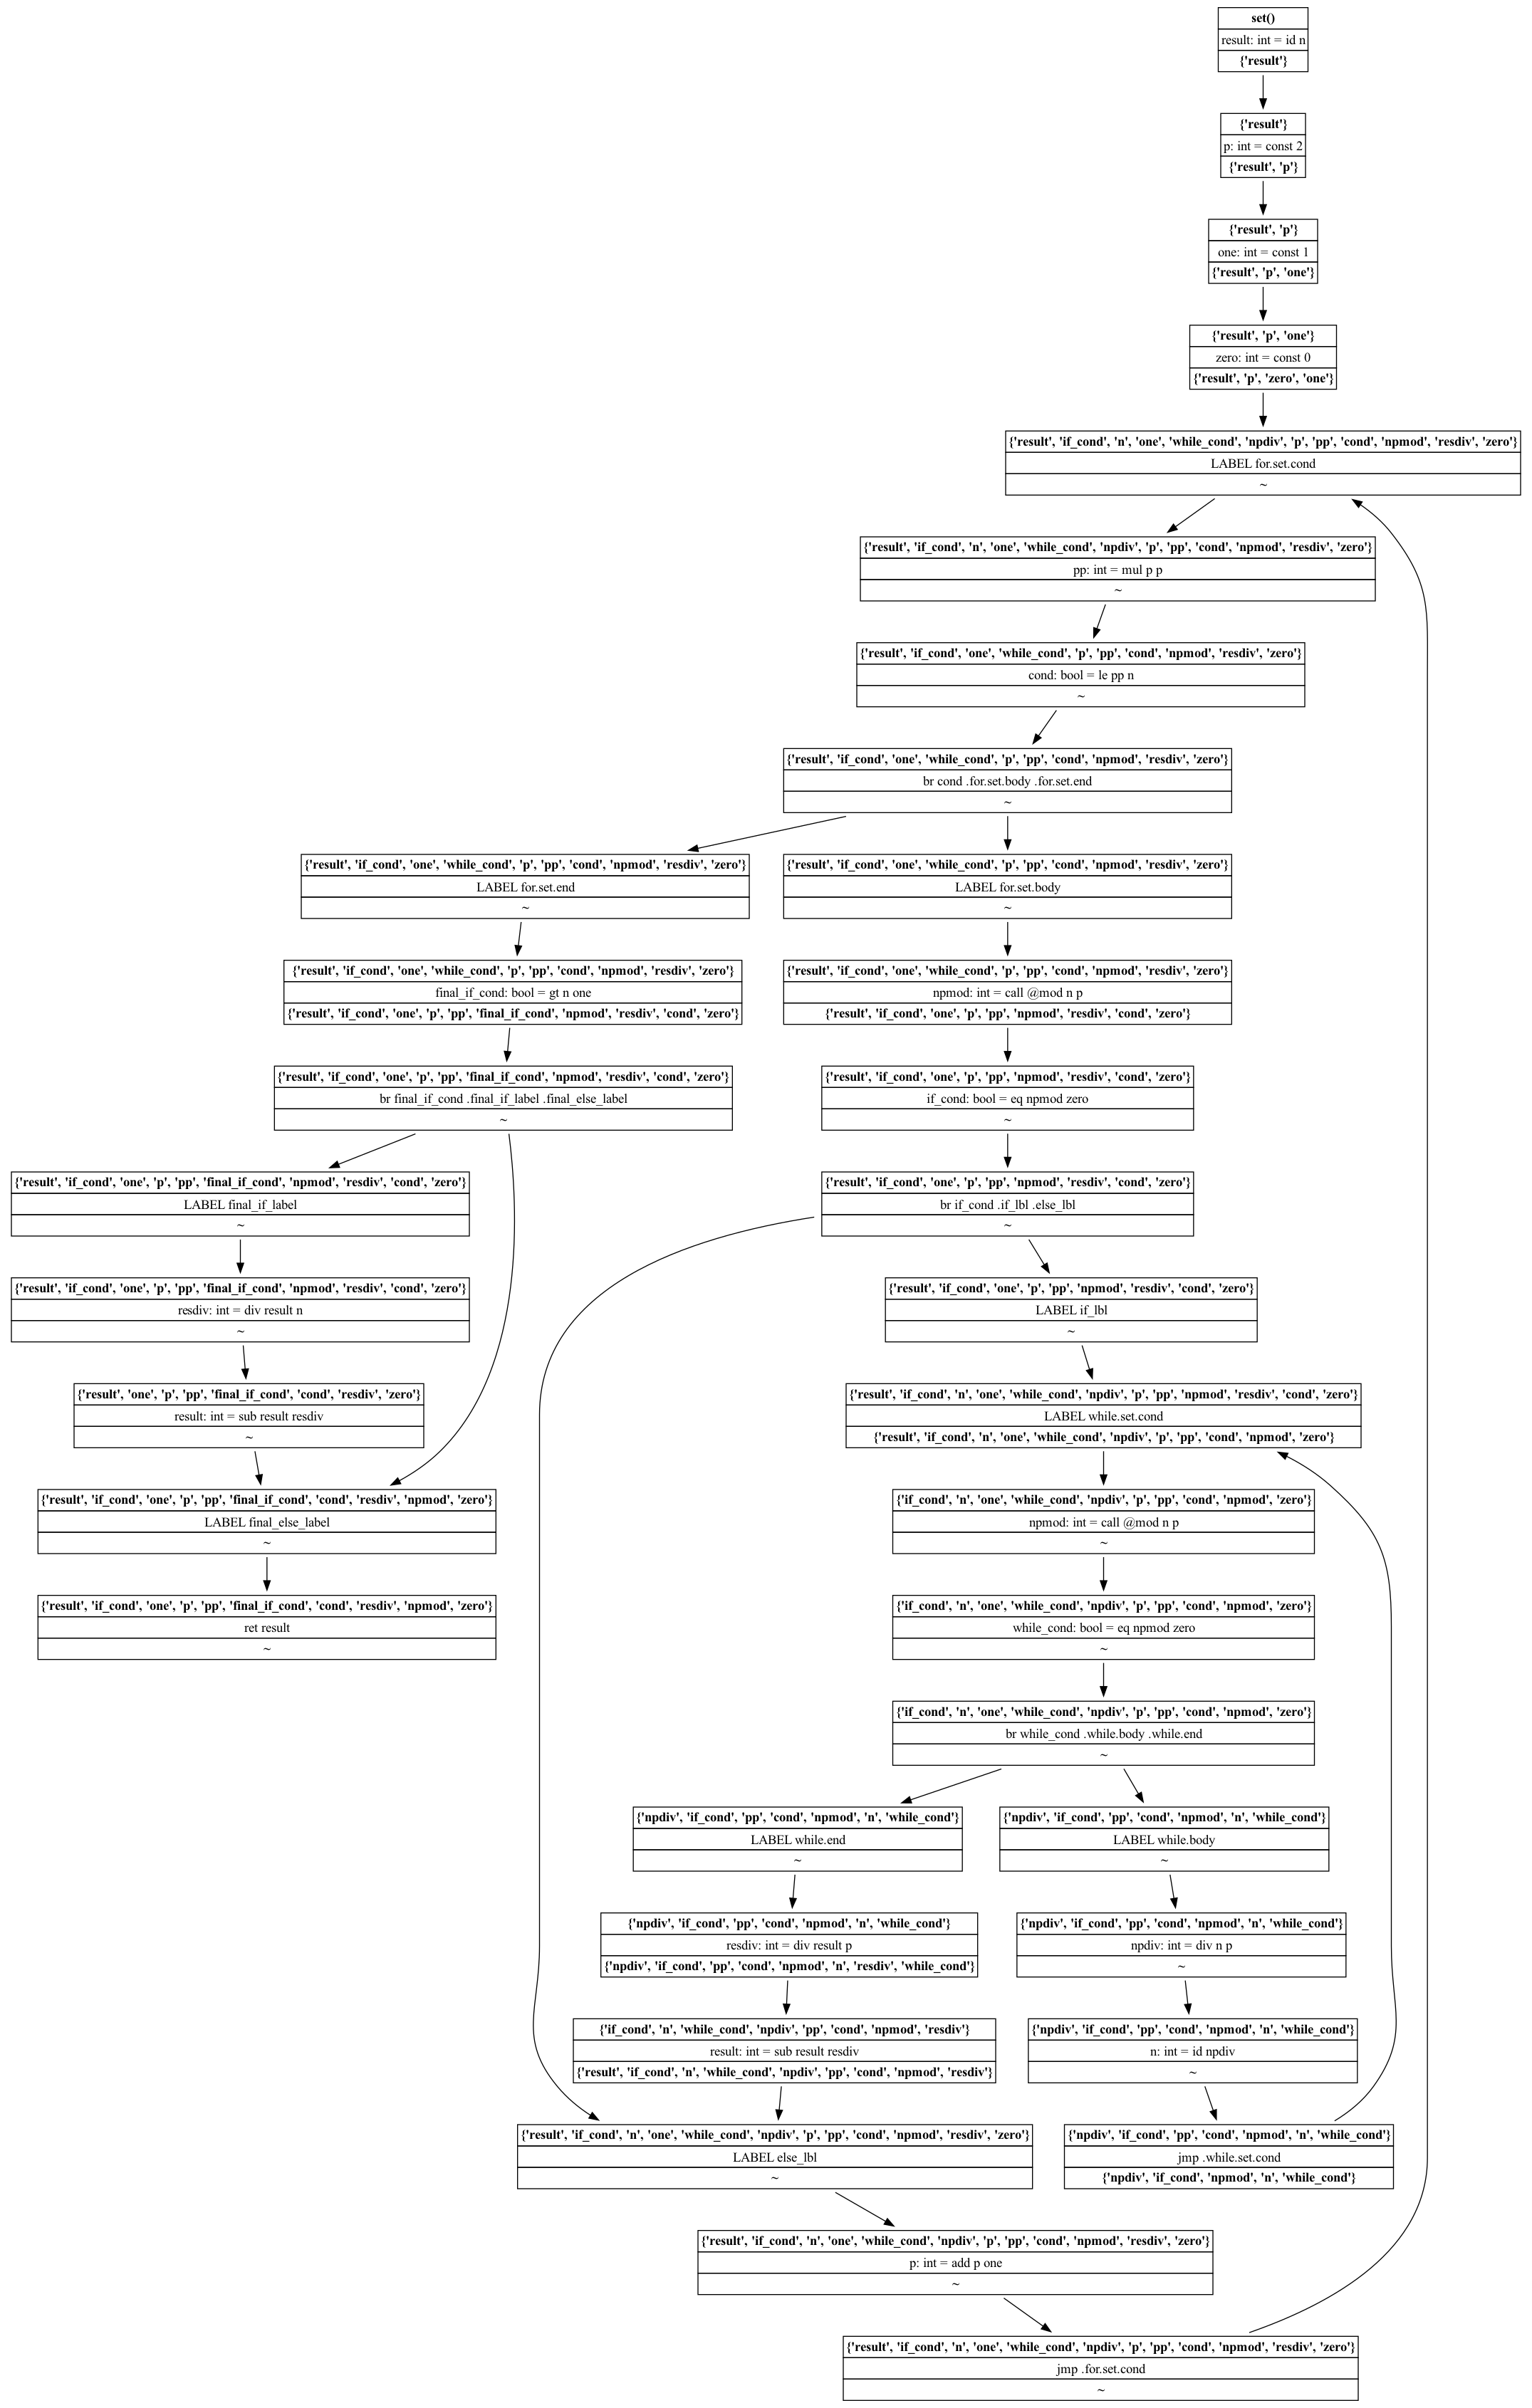 set()
result: int = id n
{'result'}
{'result'}
p: int = const 2
{'result', 'p'}
{'result', 'p'}
one: int = const 1
{'result', 'p', 'one'}
{'result', 'p', 'one'}
zero: int = const 0
{'result', 'p', 'zero', 'one'}
{'result', 'if_cond', 'n', 'one', 'while_cond', 'npdiv', 'p', 'pp', 'cond', 'npmod', 'resdiv', 'zero'}
LABEL for.set.cond
~
{'result', 'if_cond', 'n', 'one', 'while_cond', 'npdiv', 'p', 'pp', 'cond', 'npmod', 'resdiv', 'zero'}
pp: int = mul p p
~
{'result', 'if_cond', 'one', 'while_cond', 'p', 'pp', 'cond', 'npmod', 'resdiv', 'zero'}
cond: bool = le pp n
~
{'result', 'if_cond', 'one', 'while_cond', 'p', 'pp', 'cond', 'npmod', 'resdiv', 'zero'}
br cond .for.set.body .for.set.end
~
{'result', 'if_cond', 'one', 'while_cond', 'p', 'pp', 'cond', 'npmod', 'resdiv', 'zero'}
LABEL for.set.end
~
{'result', 'if_cond', 'one', 'while_cond', 'p', 'pp', 'cond', 'npmod', 'resdiv', 'zero'}
LABEL for.set.body
~
{'result', 'if_cond', 'one', 'while_cond', 'p', 'pp', 'cond', 'npmod', 'resdiv', 'zero'}
final_if_cond: bool = gt n one
{'result', 'if_cond', 'one', 'p', 'pp', 'final_if_cond', 'npmod', 'resdiv', 'cond', 'zero'}
{'result', 'if_cond', 'one', 'while_cond', 'p', 'pp', 'cond', 'npmod', 'resdiv', 'zero'}
npmod: int = call @mod n p
{'result', 'if_cond', 'one', 'p', 'pp', 'npmod', 'resdiv', 'cond', 'zero'}
{'result', 'if_cond', 'one', 'p', 'pp', 'final_if_cond', 'npmod', 'resdiv', 'cond', 'zero'}
br final_if_cond .final_if_label .final_else_label
~
{'result', 'if_cond', 'one', 'p', 'pp', 'npmod', 'resdiv', 'cond', 'zero'}
if_cond: bool = eq npmod zero
~
{'result', 'if_cond', 'one', 'p', 'pp', 'final_if_cond', 'npmod', 'resdiv', 'cond', 'zero'}
LABEL final_if_label
~
{'result', 'if_cond', 'one', 'p', 'pp', 'npmod', 'resdiv', 'cond', 'zero'}
br if_cond .if_lbl .else_lbl
~
{'result', 'if_cond', 'one', 'p', 'pp', 'final_if_cond', 'npmod', 'resdiv', 'cond', 'zero'}
resdiv: int = div result n
~
{'result', 'if_cond', 'one', 'p', 'pp', 'npmod', 'resdiv', 'cond', 'zero'}
LABEL if_lbl
~
{'result', 'one', 'p', 'pp', 'final_if_cond', 'cond', 'resdiv', 'zero'}
result: int = sub result resdiv
~
{'result', 'if_cond', 'n', 'one', 'while_cond', 'npdiv', 'p', 'pp', 'npmod', 'resdiv', 'cond', 'zero'}
LABEL while.set.cond
{'result', 'if_cond', 'n', 'one', 'while_cond', 'npdiv', 'p', 'pp', 'cond', 'npmod', 'zero'}
{'result', 'if_cond', 'one', 'p', 'pp', 'final_if_cond', 'cond', 'resdiv', 'npmod', 'zero'}
LABEL final_else_label
~
{'if_cond', 'n', 'one', 'while_cond', 'npdiv', 'p', 'pp', 'cond', 'npmod', 'zero'}
npmod: int = call @mod n p
~
{'result', 'if_cond', 'one', 'p', 'pp', 'final_if_cond', 'cond', 'resdiv', 'npmod', 'zero'}
ret result
~
{'if_cond', 'n', 'one', 'while_cond', 'npdiv', 'p', 'pp', 'cond', 'npmod', 'zero'}
while_cond: bool = eq npmod zero
~
{'if_cond', 'n', 'one', 'while_cond', 'npdiv', 'p', 'pp', 'cond', 'npmod', 'zero'}
br while_cond .while.body .while.end
~
{'npdiv', 'if_cond', 'pp', 'cond', 'npmod', 'n', 'while_cond'}
LABEL while.end
~
{'npdiv', 'if_cond', 'pp', 'cond', 'npmod', 'n', 'while_cond'}
LABEL while.body
~
{'npdiv', 'if_cond', 'pp', 'cond', 'npmod', 'n', 'while_cond'}
resdiv: int = div result p
{'npdiv', 'if_cond', 'pp', 'cond', 'npmod', 'n', 'resdiv', 'while_cond'}
{'npdiv', 'if_cond', 'pp', 'cond', 'npmod', 'n', 'while_cond'}
npdiv: int = div n p
~
{'if_cond', 'n', 'while_cond', 'npdiv', 'pp', 'cond', 'npmod', 'resdiv'}
result: int = sub result resdiv
{'result', 'if_cond', 'n', 'while_cond', 'npdiv', 'pp', 'cond', 'npmod', 'resdiv'}
{'npdiv', 'if_cond', 'pp', 'cond', 'npmod', 'n', 'while_cond'}
n: int = id npdiv
~
{'result', 'if_cond', 'n', 'one', 'while_cond', 'npdiv', 'p', 'pp', 'cond', 'npmod', 'resdiv', 'zero'}
LABEL else_lbl
~
{'npdiv', 'if_cond', 'pp', 'cond', 'npmod', 'n', 'while_cond'}
jmp .while.set.cond
{'npdiv', 'if_cond', 'npmod', 'n', 'while_cond'}
{'result', 'if_cond', 'n', 'one', 'while_cond', 'npdiv', 'p', 'pp', 'cond', 'npmod', 'resdiv', 'zero'}
p: int = add p one
~
{'result', 'if_cond', 'n', 'one', 'while_cond', 'npdiv', 'p', 'pp', 'cond', 'npmod', 'resdiv', 'zero'}
jmp .for.set.cond
~